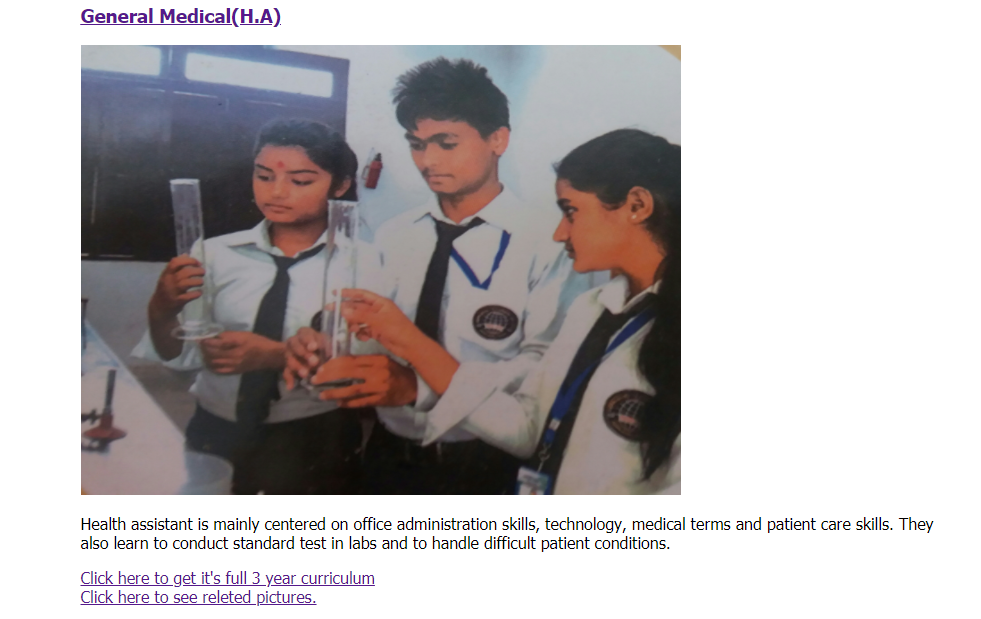 General Medical(H.A)
Health assistant is mainly centered on office administration skills, technology, medical terms and patient care skills. They
also learn to conduct standard test in labs and to handle difficult patient conditions.
Click here to get it's full 3 year curriculum
Click here to see releted pictures.